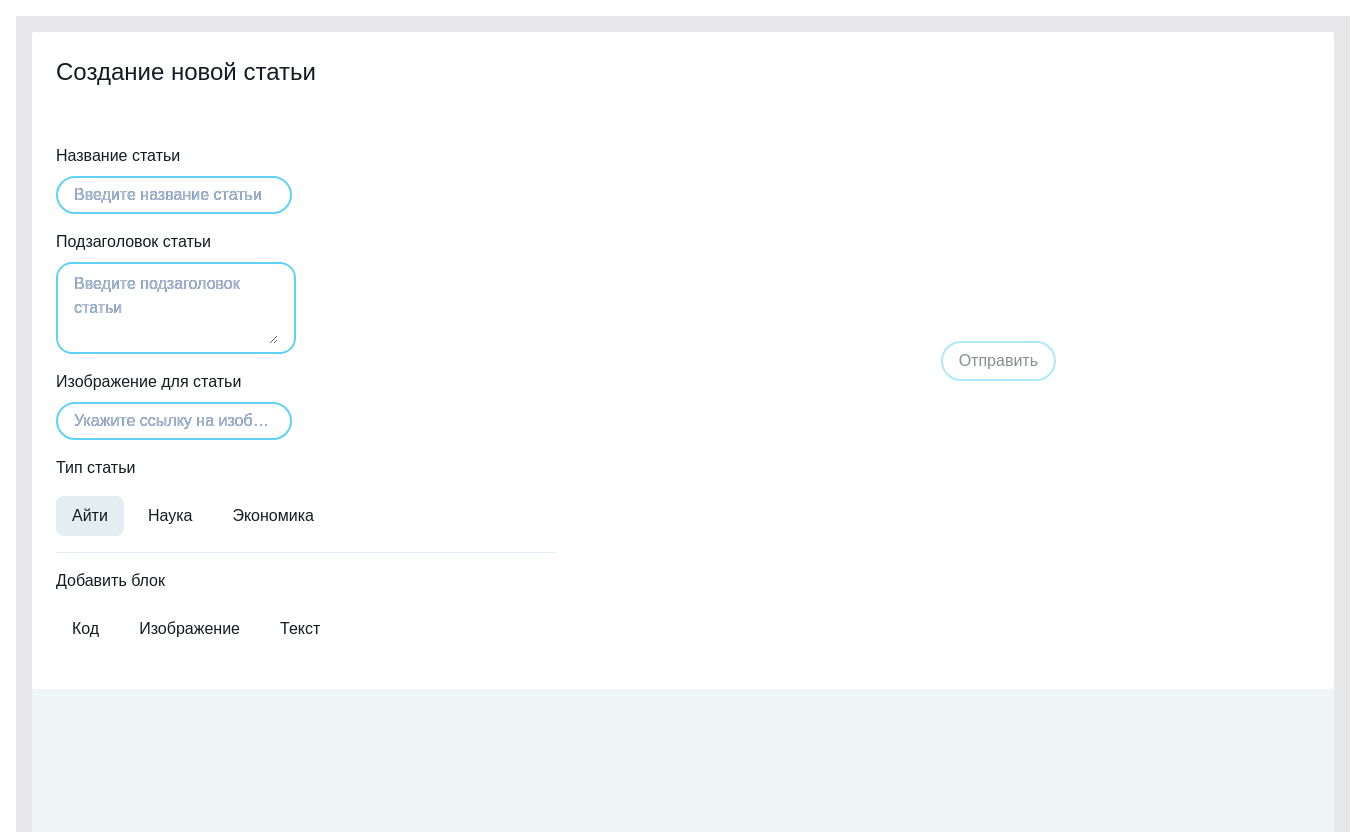 Создание новой статьи
Название статьи
Введите название статьи
Подзаголовок статьи
Введите подзаголовок
статьи
Изображение для статьи
Укажите ссылку на изоб…
Тип статьи
Айти Наука Экономика
Добавить блок
Код Изображение Текст
Отправить